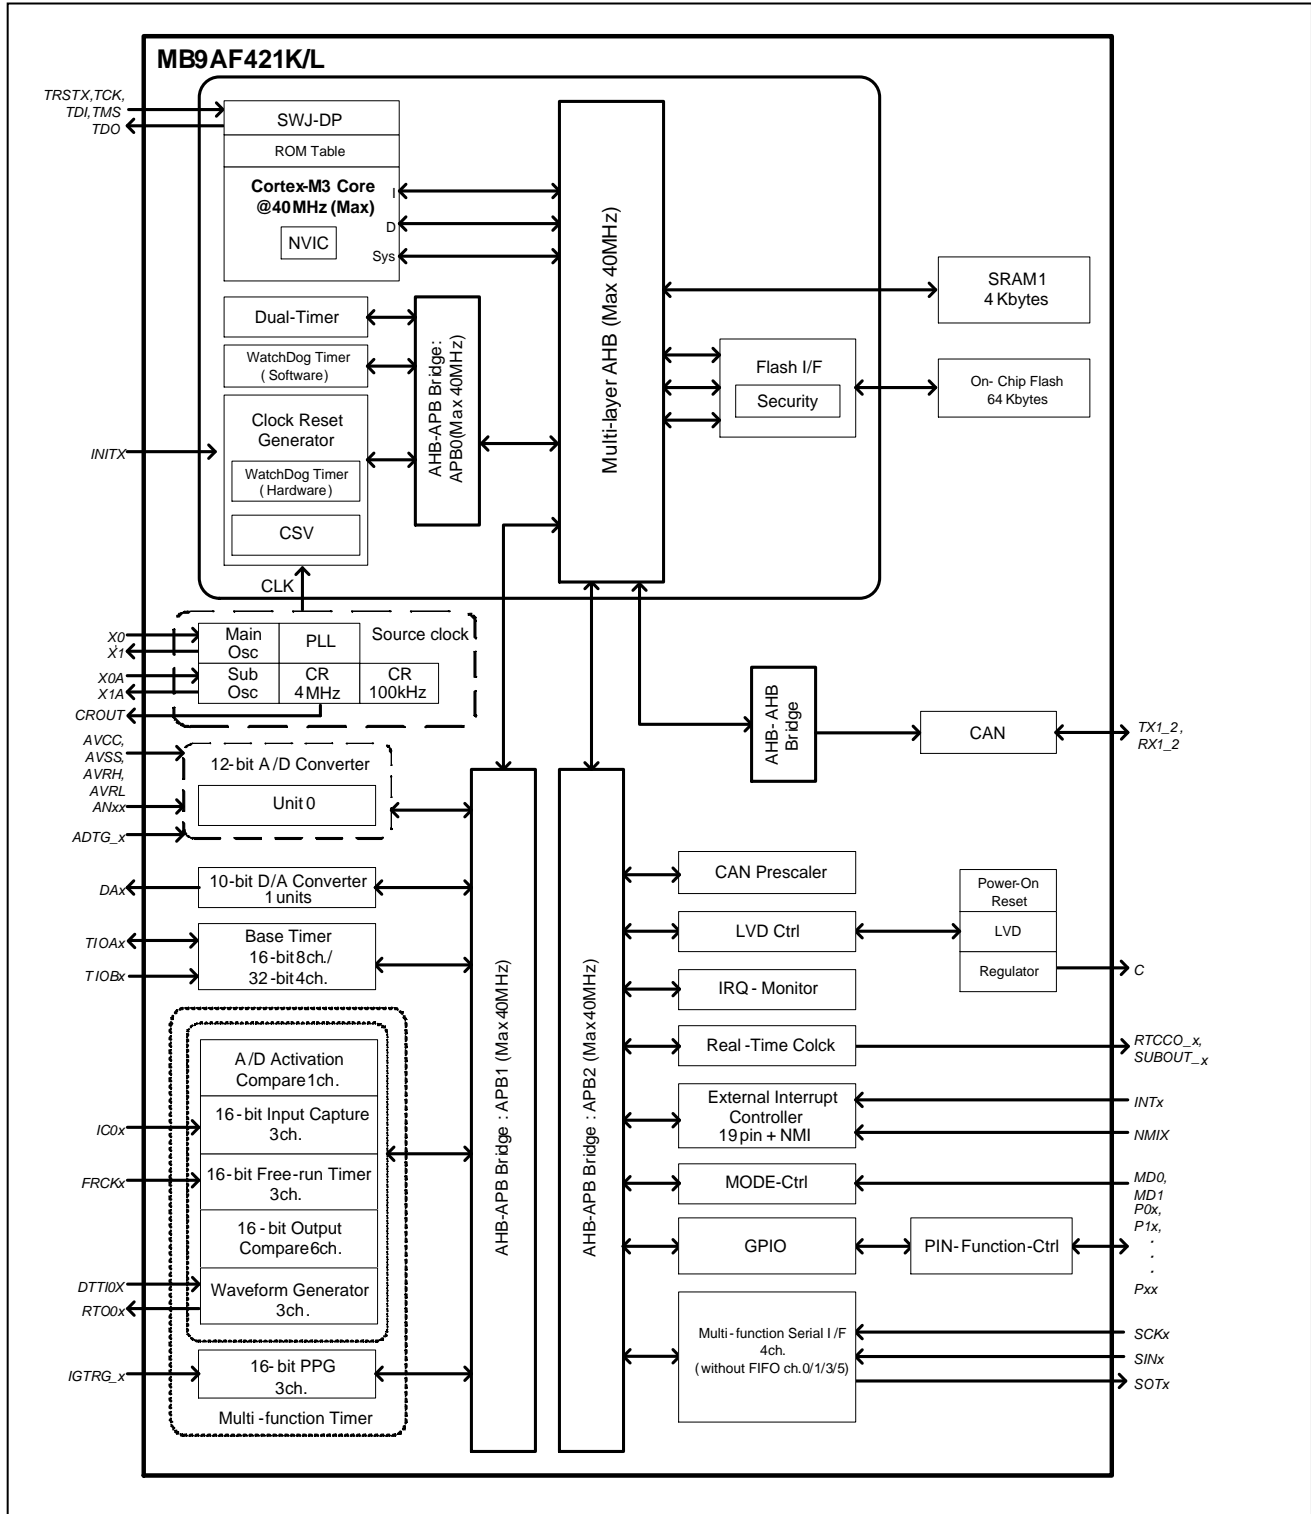 MB9AF421K/L
TRSTX,TCK,
TDI,TMS
TDO
SWJ-DP
ROM Table
Cortex-M3 Core
@40MHz (Max)
NVIC
I
D
Sys
Dual-Timer
WatchDog Timer
(Software)
Clock Reset
Generator
WatchDog Timer
(Hardware)
CSV
INITX
CLK
AHB-APB Bridge:
APB0(Max 40MHz)
Multi-layer AHB (Max 40MHz)
Flash I/F
Security
SRAM1
4 Kbytes
On-Chip Flash
64 Kbytes
X0
X1
X0A
X1A
CROUT
Main
Osc
PLL
Source clock
Sub
Osc
CR
4MHz
CR
100kHz
AHB-AHB
Bridge
CAN
TX1_2,
RX1_2
AVCC,
AVSS,
AVRH,
AVRL
ANxx
ADTG_x
12-bit A/D Converter
Unit 0
DAx
10-bit D/A Converter
1units
TIOAx
TIOBx
Base Timer
16-bit 8ch./
32-bit 4ch.
A/D Activation
Compare 1ch.
IC0x
16-bit Input Capture
3ch.
FRCKx
16-bit Free-run Timer
3ch.
16-bit Output
Compare 6ch.
DTTI0X
RTO0x
Waveform Generator
3ch.
IGTRG_x
16-bit PPG
3ch.
Multi-function Timer
AHB-APB Bridge : APB1 (Max 40MHz)
AHB-APB Bridge : APB2 (Max 40MHz)
CAN Prescaler
LVD Ctrl
Power-On
Reset
LVD
Regulator
C
IRQ-Monitor
Real-Time Colck
RTCCO_x,
SUBOUT_x
External Interrupt
Controller
19pin + NMI
INTx
NMIX
MODE-Ctrl
MD0,
MD1
P0x,
P1x,
.
.
.
Pxx
GPIO
PIN-Function-Ctrl
Multi-function Serial I/F
4ch.
(without FIFO ch.0/1/3/5)
SCKx
SINx
SOTx